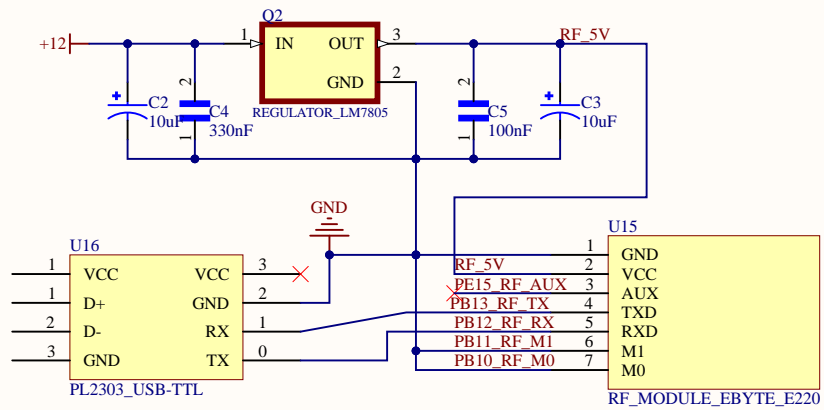 Q2
+12
1
IN
OUT
3
RF_5V
GND
2
REGULATOR_LM7805
C2
10uF
2
C4
1
330nF
2
C5
1
100nF
C3
10uF
GND
U16
1
VCC
VCC
3
1
D+
GND
2
2
D-
RX
1
3
GND
TX
0
PL2303_USB-TTL
U15
1
GND
RF_5V
2
VCC
PE15_RF_AUX
3
AUX
PB13_RF_TX
4
TXD
PB12_RF_RX
5
RXD
PB11_RF_M1
6
M1
PB10_RF_M0
7
M0
RF_MODULE_EBYTE_E220